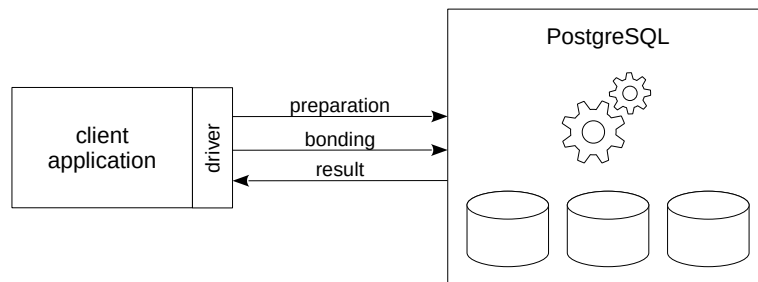 PostgreSQL
client
application
driver
preparation
bonding
result